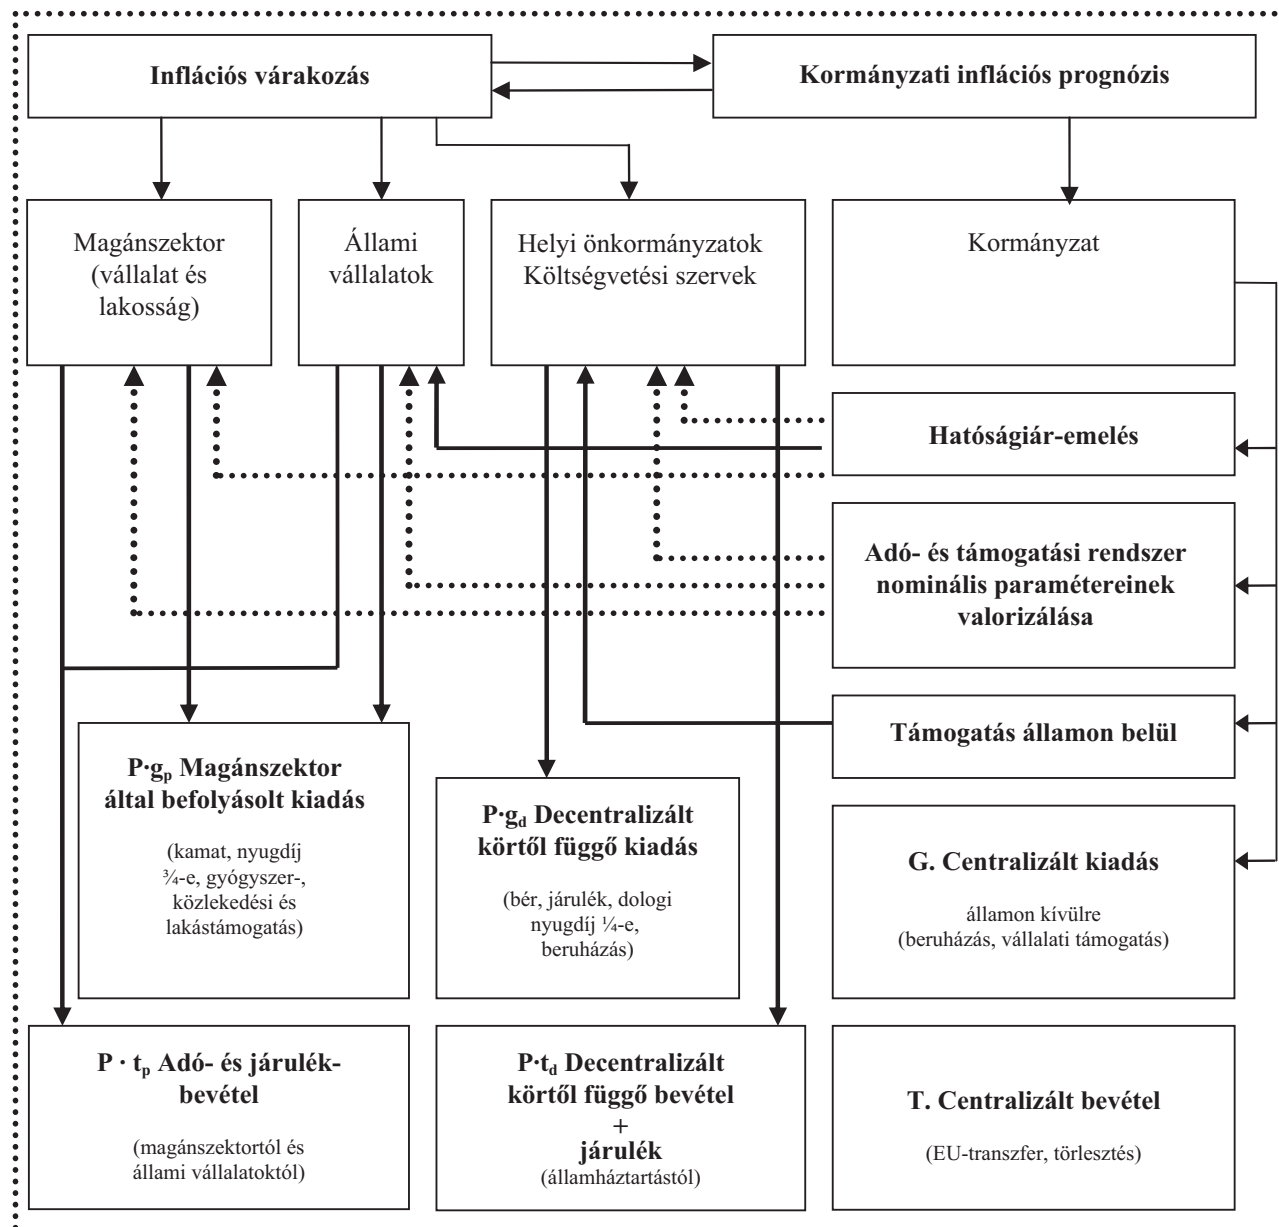 Inflációs várakozás
Kormányzati inflációs prognózis
Magánszektor
(vállalat és
lakosság)
Állami
vállalatok
Helyi önkormányzatok
Költségvetési szervek
Kormányzat
Hatóságiár-emelés
Adó- és támogatási rendszer
nominális paramétereinek
valorizálása
Támogatás államon belül
P·gₚ Magánszektor
által befolyásolt kiadás
(kamat, nyugdíj
¾-e, gyógyszer-,
közlekedési és
lakástámogatás)
P·g_d Decentralizált
körtől függő kiadás
(bér, járulék, dologi
nyugdíj ¼-e,
beruházás)
G. Centralizált kiadás
államon kívülre
(beruházás, vállalati támogatás)
P · tₚ Adó- és járulék-
bevétel
(magánszektortól és
állami vállalatoktól)
P·t_d Decentralizált
körtől függő bevétel
+
járulék
(államháztartástól)
T. Centralizált bevétel
(EU-transzfer, törlesztés)